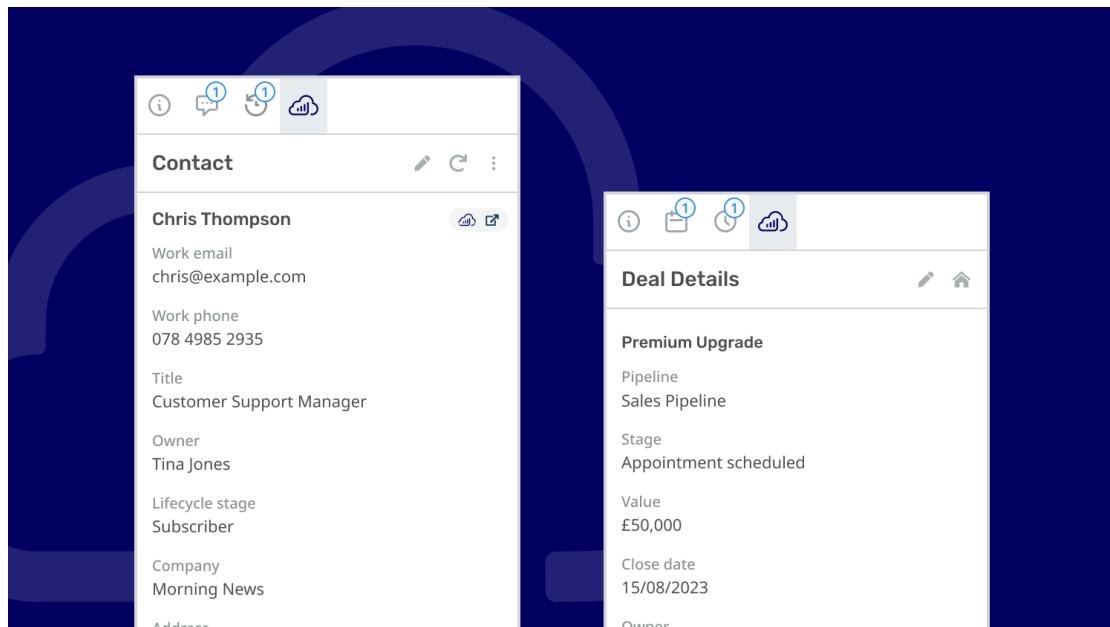 1
1
Contact
Chris Thompson
Work email
chris@example.com
Work phone
078 4985 2935
Title
Customer Support Manager
Owner
Tina Jones
Lifecycle stage
Subscriber
Company
Morning News
Address
1
1
Deal Details
Premium Upgrade
Pipeline
Sales Pipeline
Stage
Appointment scheduled
Value
£50,000
Close date
15/08/2023
Owner